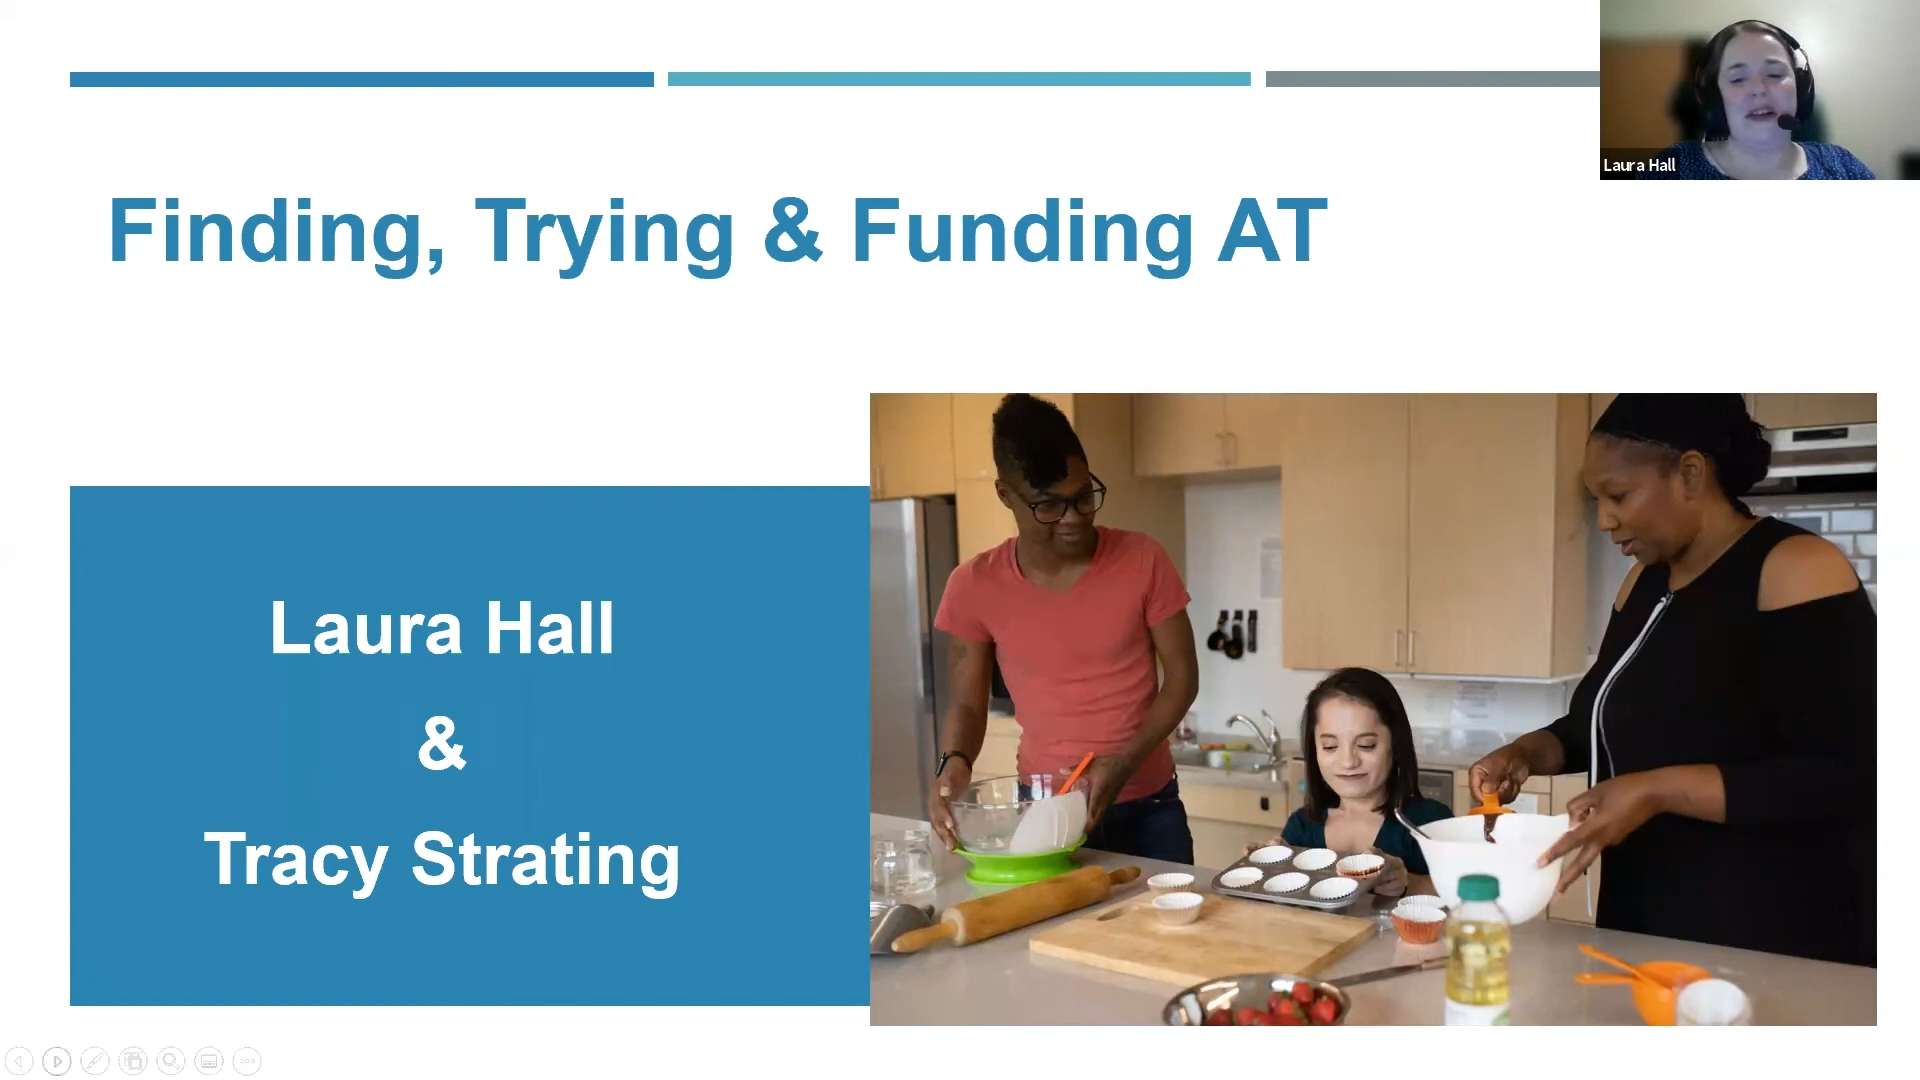 Finding, Trying & Funding AT
Laura Hall
Laura Hall
&
Tracy Strating